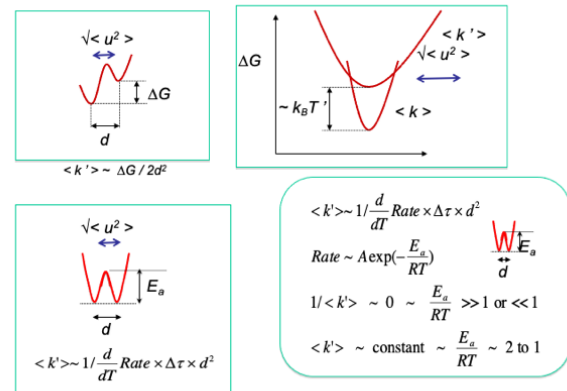 √< u² >
ΔG
d
< k' > ~ ΔG / 2d²
ΔG
< k' >
√< u² >
~ k_BT'
< k >
√< u² >
E_a
d
< k' > ~ 1/ d/dT Rate × Δτ × d²
< k' > ~ 1/ d/dT Rate × Δτ × d²
Rate ~ A exp(− E_a/RT)
E_a
d
1/ < k' > ~ 0 ~ E_a/RT >> 1 or << 1
< k' > ~ constant ~ E_a/RT ~ 2 to 1